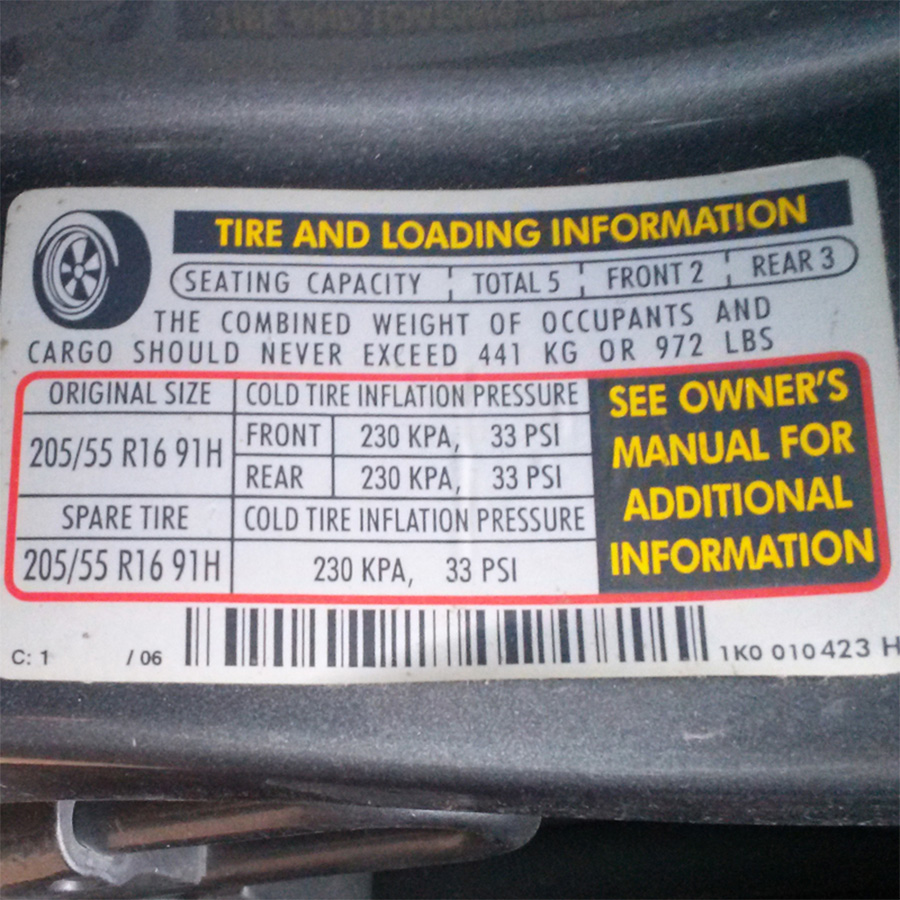 TIRE AND LOADING INFORMATION
SEATING CAPACITY TOTAL 5 FRONT 2 REAR 3
THE COMBINED WEIGHT OF OCCUPANTS AND
CARGO SHOULD NEVER EXCEED 441 KG OR 972 LBS
ORIGINAL SIZE COLD TIRE INFLATION PRESSURE
205/55 R16 91H
FRONT 230 KPA, 33 PSI
REAR 230 KPA, 33 PSI
SPARE TIRE COLD TIRE INFLATION PRESSURE
205/55 R16 91H 230 KPA, 33 PSI
SEE OWNER'S
MANUAL FOR
ADDITIONAL
INFORMATION
C: 1 / 06 1K0 010 423 H